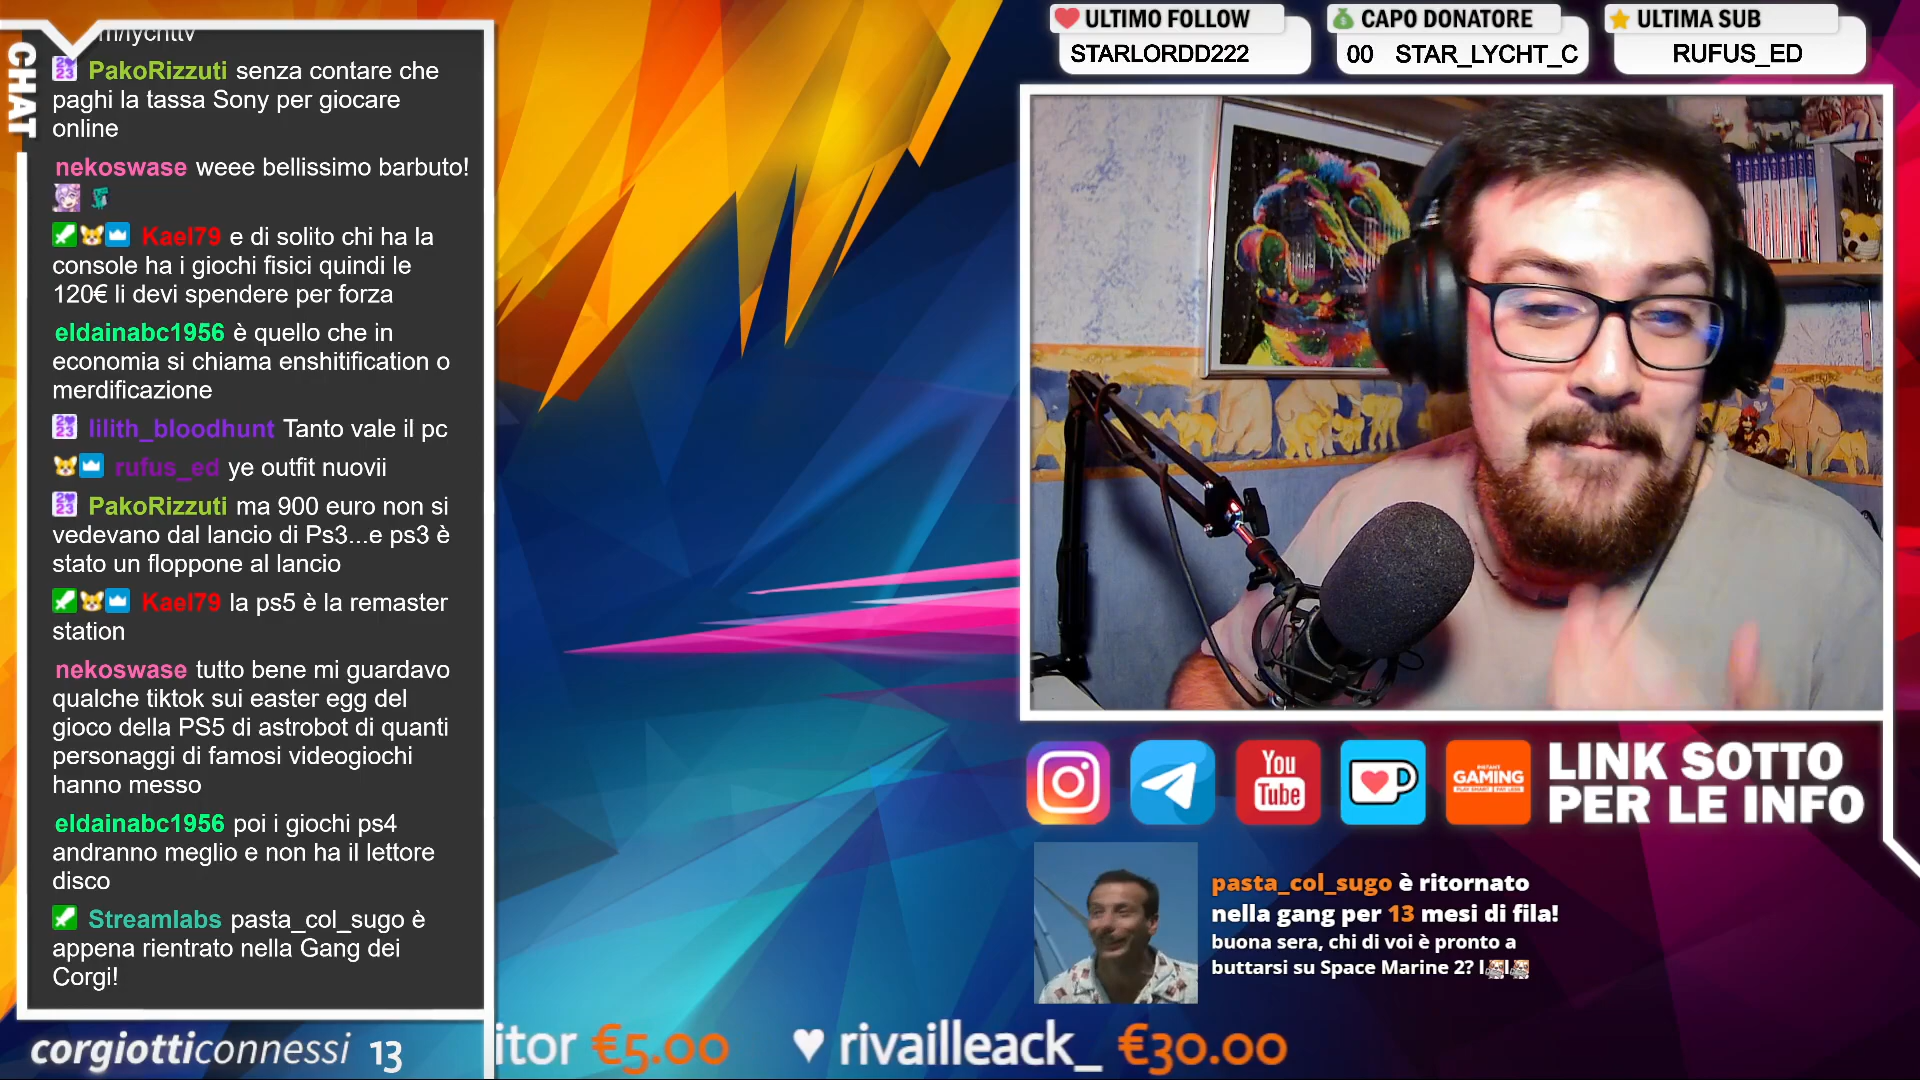 ULTIMO FOLLOW
STARLORDD222
CAPO DONATORE
00 STAR_LYCHT_C
ULTIMA SUB
RUFUS_ED
CHAT
m/lychttv
PakoRizzuti senza contare che
paghi la tassa Sony per giocare
online
nekoswase weee bellissimo barbuto!
Kael79 e di solito chi ha la
console ha i giochi fisici quindi le
120€ li devi spendere per forza
eldainabc1956 è quello che in
economia si chiama enshitification o
merdificazione
lilith_bloodhunt Tanto vale il pc
rufus_ed ye outfit nuovii
PakoRizzuti ma 900 euro non si
vedevano dal lancio di Ps3...e ps3 è
stato un floppone al lancio
Kael79 la ps5 è la remaster
station
nekoswase tutto bene mi guardavo
qualche tiktok sui easter egg del
gioco della PS5 di astrobot di quanti
personaggi di famosi videogiochi
hanno messo
eldainabc1956 poi i giochi ps4
andranno meglio e non ha il lettore
disco
Streamlabs pasta_col_sugo è
appena rientrato nella Gang dei
Corgi!
You
Tube
INSTANT
GAMING
PLAY SMART | PAY LESS
LINK SOTTO
PER LE INFO
pasta_col_sugo è ritornato
nella gang per 13 mesi di fila!
buona sera, chi di voi è pronto a
buttarsi su Space Marine 2? I I
corgiotticonnessi 13
itor €5.00 ♥ rivailleack_ €30.00